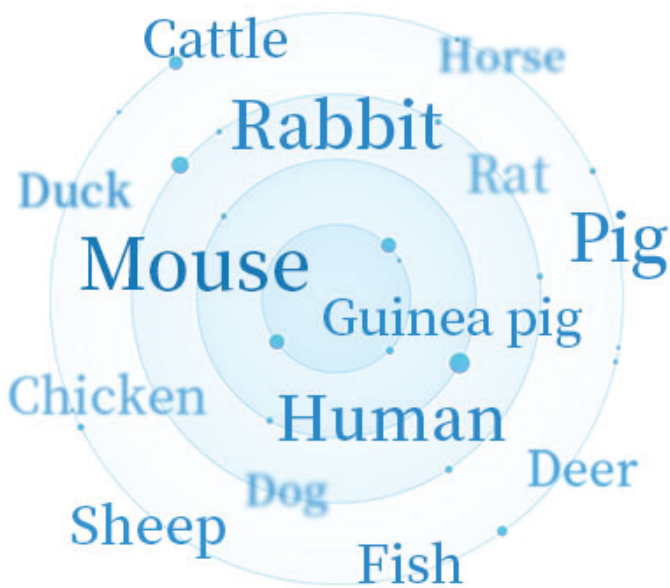 Cattle
Horse
Rabbit
Rat
Duck
Pig
Mouse
Guinea pig
Chicken
Human
Deer
Dog
Sheep
Fish